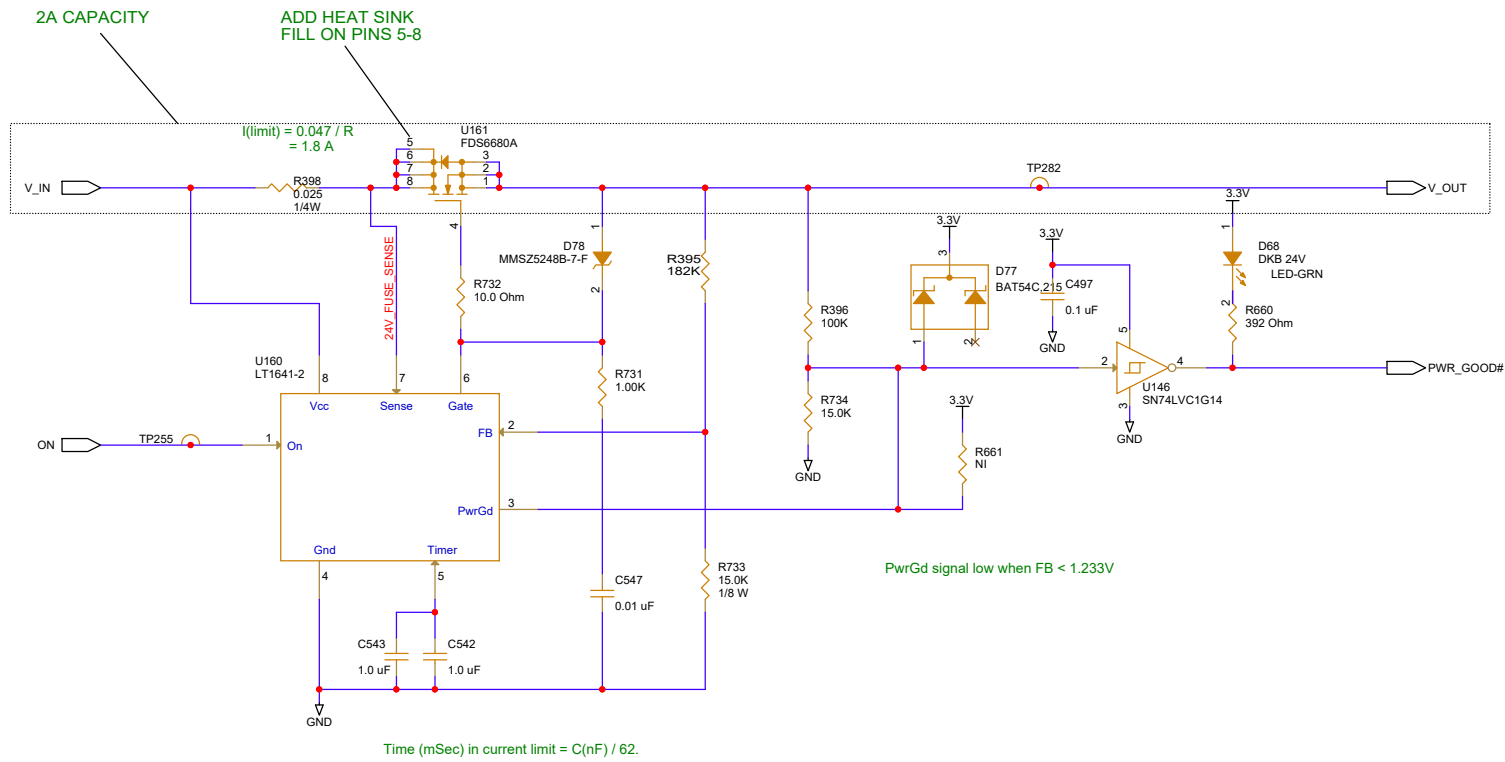 2A CAPACITY
ADD HEAT SINK
FILL ON PINS 5-8
I(limit) = 0.047 / R
= 1.8 A
U161
FDS6680A
5
6
7
8
3
2
1
4
V_IN
R398
0.025
1/4W
TP282
V_OUT
3.3V
24V_FUSE_SENSE
R732
10.0 Ohm
1
D78
MMSZ5248B-7-F
2
R395
182K
R396
100K
3.3V
3
D77
BAT54C,215
1
2
3.3V
C497
0.1 uF
GND
1
D68
DKB 24V
LED-GRN
2
R660
392 Ohm
5
2
4
U146
SN74LVC1G14
3
GND
PWR_GOOD#
U160
LT1641-2
8
7
6
Vcc
Sense
Gate
R731
1.00K
R734
15.0K
GND
3.3V
R661
NI
ON
TP255
1
On
FB
2
PwrGd
3
Gnd
Timer
4
5
PwrGd signal low when FB < 1.233V
C547
0.01 uF
R733
15.0K
1/8 W
C543
1.0 uF
C542
1.0 uF
GND
Time (mSec) in current limit = C(nF) / 62.